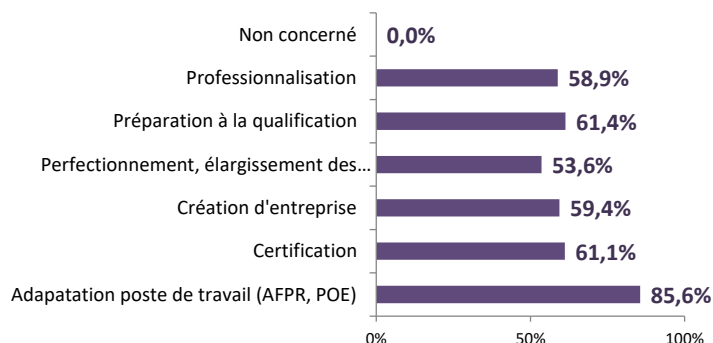 Non concerné 0,0%
Professionnalisation 58,9%
Préparation à la qualification 61,4%
Perfectionnement, élargissement des… 53,6%
Création d'entreprise 59,4%
Certification 61,1%
Adapatation poste de travail (AFPR, POE) 85,6%
0% 50% 100%